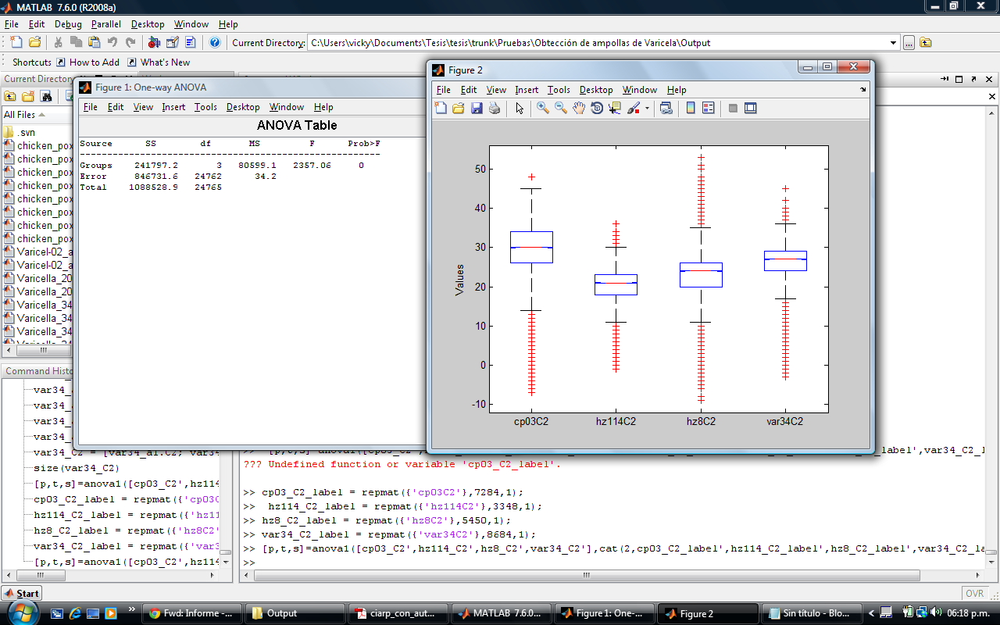 MATLAB 7.6.0 (R2008a)
File Edit Debug Parallel Desktop Window Help
Current Directory: C:\Users\vicky\Documents\Tesis\tesis\trunk\Pruebas\Obtección de ampollas de Varicela\Output
Shortcuts How to Add What's New
Current Directory
All Files
.svn
chicken_pox
chicken_pox
chicken_pox
chicken_pox
chicken_pox
chicken_pox
chicken_pox
chicken_pox
Varicel-02_a
Varicel-02_a
Varicella_20
Varicella_20
Varicella_34
Varicella_34
Varicella_34
Varicella_34
Figure 1: One-way ANOVA
File Edit View Insert Tools Desktop Window Help
ANOVA Table
Source SS df MS F Prob>F
Groups 241797.2 3 80599.1 2357.06 0
Error 846731.6 24762 34.2
Total 1088528.9 24765
Figure 2
File Edit View Insert Tools Desktop Window Help
Values
50
40
30
20
10
0
-10
cp03C2 hz114C2 hz8C2 var34C2
Command Histo
var34_
var34_
var34_
var34_
var34_C2 = [var34_a1.C2; var34
size(var34_C2)
[p,t,s]=anova1([cp03_C2',hz114
cp03_C2_label = repmat({'cp03C
hz114_C2_label = repmat({'hz11
hz8_C2_label = repmat({'hz8C2'
var34_C2_label = repmat({'var3
[p,t,s]=anova1([cp03_C2',hz114
_label',var34_C2_l
??? Undefined function or variable 'cp03_C2_label'.
>> cp03_C2_label = repmat({'cp03C2'},7284,1);
>> hz114_C2_label = repmat({'hz114C2'},3348,1);
>> hz8_C2_label = repmat({'hz8C2'},5450,1);
>> var34_C2_label = repmat({'var34C2'},8684,1);
>> [p,t,s]=anova1([cp03_C2',hz114_C2',hz8_C2',var34_C2'],cat(2,cp03_C2_label',hz114_C2_label',hz8_C2_label',var34_C2_la
>>
Start
OVR
Fwd: Informe -... Output ciarp_con_aut... MATLAB 7.6.0... Figure 1: One-... Figure 2 Sin título - Blo... 06:18 p.m.